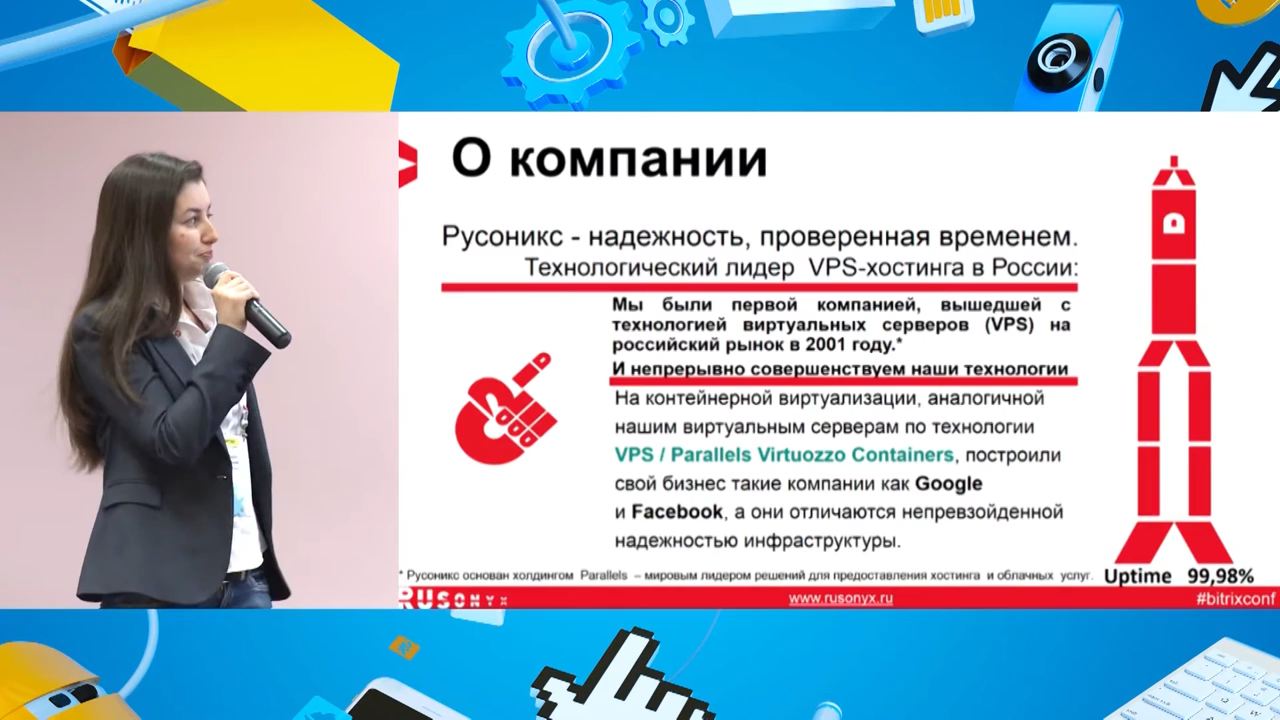 О компании
Русоникс - надежность, проверенная временем.
Технологический лидер VPS-хостинга в России:
Мы были первой компанией, вышедшей с
технологией виртуальных серверов (VPS) на
российский рынок в 2001 году.*
И непрерывно совершенствуем наши технологии
На контейнерной виртуализации, аналогичной
нашим виртуальным серверам по технологии
VPS / Parallels Virtuozzo Containers, построили
свой бизнес такие компании как Google
и Facebook, а они отличаются непревзойденной
надежностью инфраструктуры.
* Русоникс основан холдингом Parallels – мировым лидером решений для предоставления хостинга и облачных услуг.
Uptime 99,98%
RUSONYX
www.rusonyx.ru
#bitrixconf